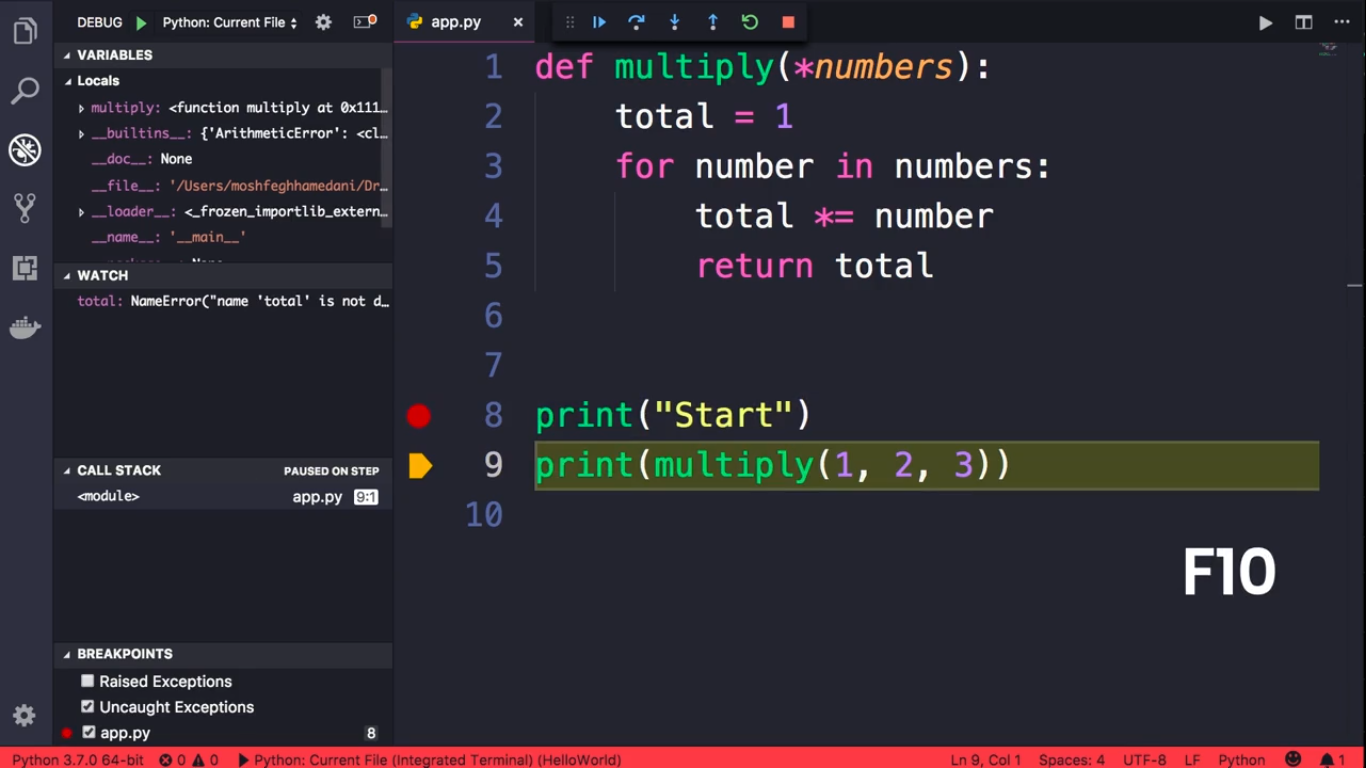 DEBUG Python: Current File
app.py
VARIABLES
Locals
multiply: <function multiply at 0x111…
__builtins__: {'ArithmeticError': <cl…
__doc__: None
__file__: '/Users/moshfeghhamedani/Dr…
__loader__: <_frozen_importlib_extern…
__name__: '__main__'
WATCH
total: NameError("name 'total' is not d…
CALL STACK PAUSED ON STEP
<module> app.py 9:1
BREAKPOINTS
Raised Exceptions
Uncaught Exceptions
app.py 8
1 def multiply(*numbers):
2 total = 1
3 for number in numbers:
4 total *= number
5 return total
6
7
8 print("Start")
9 print(multiply(1, 2, 3))
10
F10
Python 3.7.0 64-bit 0 0 Python: Current File (Integrated Terminal) (HelloWorld) Ln 9, Col 1 Spaces: 4 UTF-8 LF Python 1